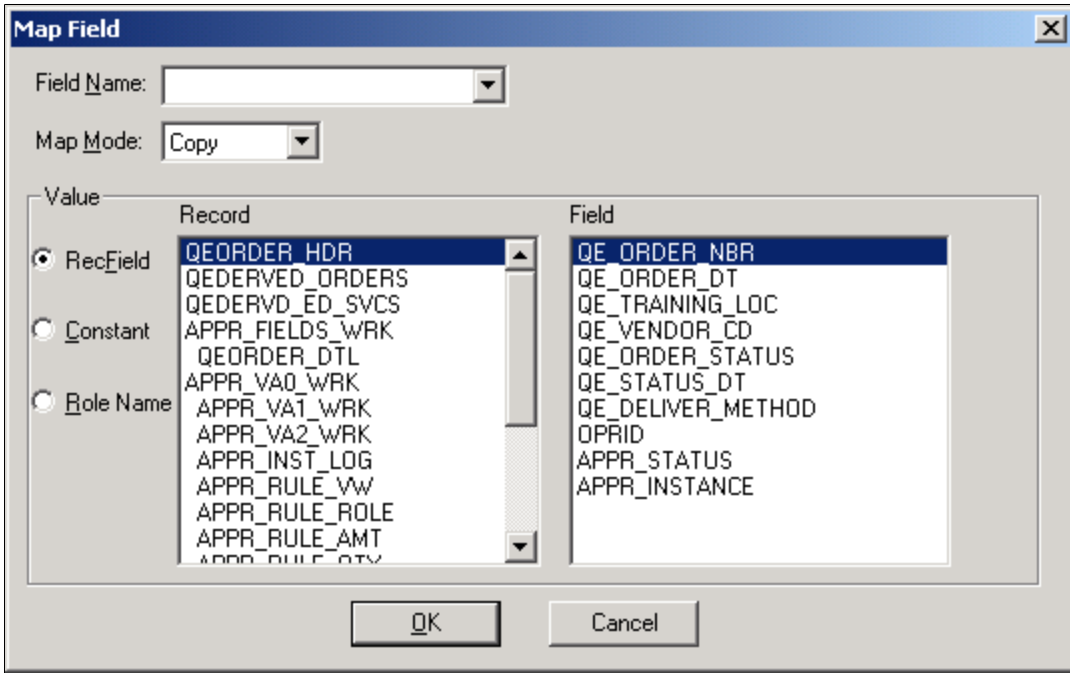 Map Field
Field Name:
Map Mode: Copy
Value
Record
Field
RecField
Constant
Role Name
QEORDER_HDR
QEDERVED_ORDERS
QEDERVD_ED_SVCS
APPR_FIELDS_WRK
QEORDER_DTL
APPR_VA0_WRK
APPR_VA1_WRK
APPR_VA2_WRK
APPR_INST_LOG
APPR_RULE_VW
APPR_RULE_ROLE
APPR_RULE_AMT
APPR_RULE_QTY
QE_ORDER_NBR
QE_ORDER_DT
QE_TRAINING_LOC
QE_VENDOR_CD
QE_ORDER_STATUS
QE_STATUS_DT
QE_DELIVER_METHOD
OPRID
APPR_STATUS
APPR_INSTANCE
OK
Cancel